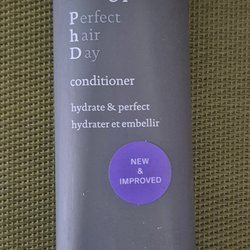 Perfect
hair
Day
conditioner
hydrate & perfect
hydrater et embellir
NEW
&
IMPROVED